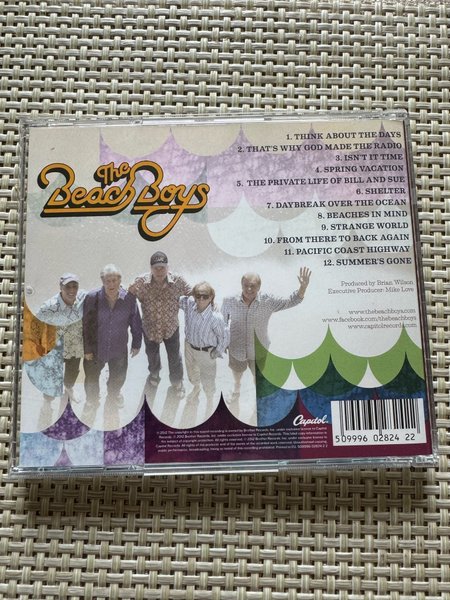 The
Beach Boys
1. THINK ABOUT THE DAYS
2. THAT'S WHY GOD MADE THE RADIO
3. ISN'T IT TIME
4. SPRING VACATION
5. THE PRIVATE LIFE OF BILL AND SUE
6. SHELTER
7. DAYBREAK OVER THE OCEAN
8. BEACHES IN MIND
9. STRANGE WORLD
10. FROM THERE TO BACK AGAIN
11. PACIFIC COAST HIGHWAY
12. SUMMER'S GONE
Produced by Brian Wilson
Executive Producer: Mike Love
www.thebeachboys.com
www.facebook.com/thebeachboys
www.capitolrecords.com
Capitol
5 09996 02824 22